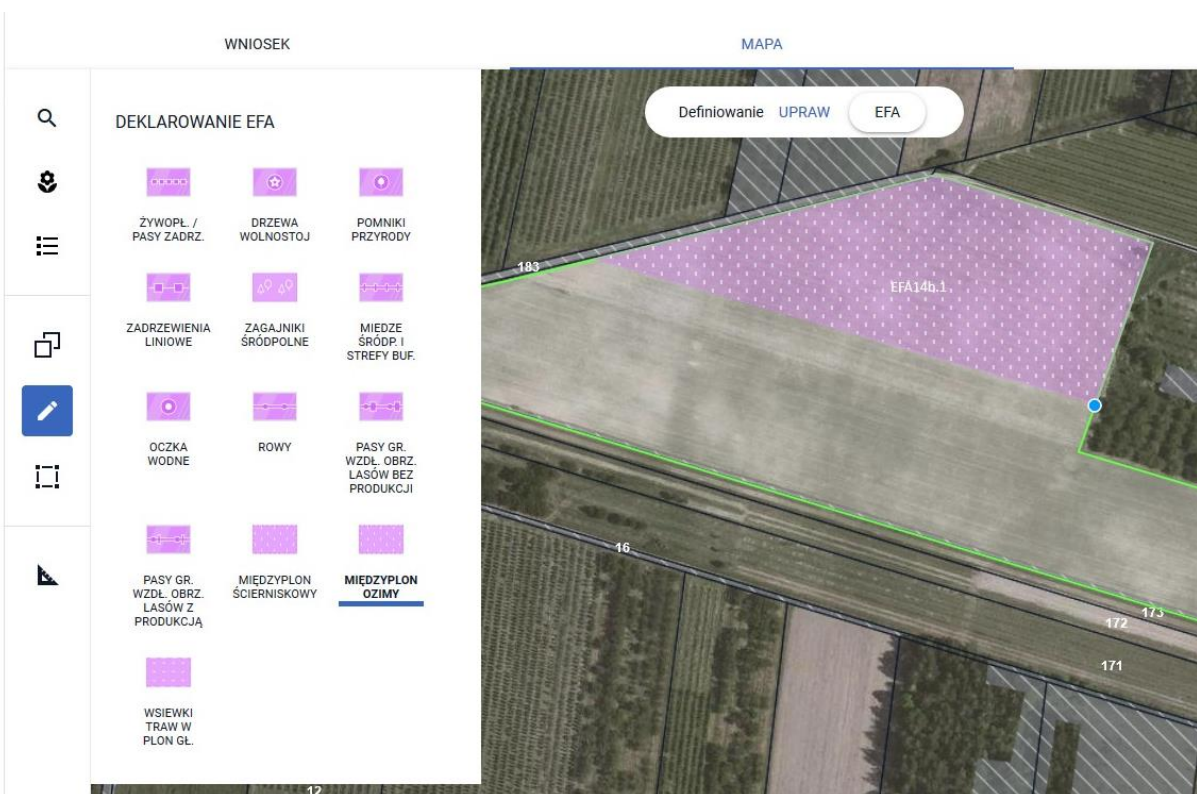 WNIOSEK
MAPA
DEKLAROWANIE EFA
ŻYWOPŁ. /
PASY ZADRZ.
DRZEWA
WOLNOSTOJ
POMNIKI
PRZYRODY
ZADRZEWIENIA
LINIOWE
ZAGAJNIKI
ŚRÓDPOLNE
MIEDZE
ŚRÓDP. I
STREFY BUF.
OCZKA
WODNE
ROWY
PASY GR.
WZDŁ. OBRZ.
LASÓW BEZ
PRODUKCJI
PASY GR.
WZDŁ. OBRZ.
LASÓW Z
PRODUKCJĄ
MIĘDZYPLON
ŚCIERNISKOWY
MIĘDZYPLON
OZIMY
WSIEWKI
TRAW W
PLON GŁ.
Definiowanie UPRAW EFA
183
EFA14b.1
16
173
172
171
12